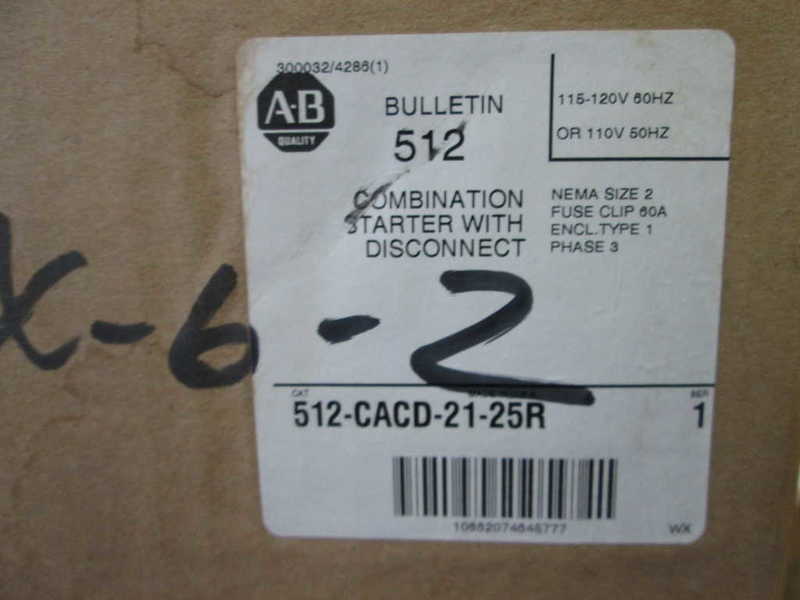 300032/4286(1)
A-B
QUALITY
BULLETIN
512
115-120V 60HZ
OR 110V 50HZ
COMBINATION
STARTER WITH
DISCONNECT
NEMA SIZE 2
FUSE CLIP 60A
ENCL.TYPE 1
PHASE 3
X-6-2
CAT
SER
512-CACD-21-25R
1
10662074646777
WX